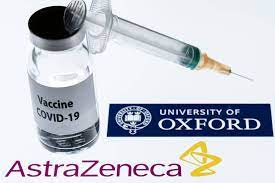 Vaccine
COVID-19
UNIVERSITY OF
OXFORD
AstraZeneca